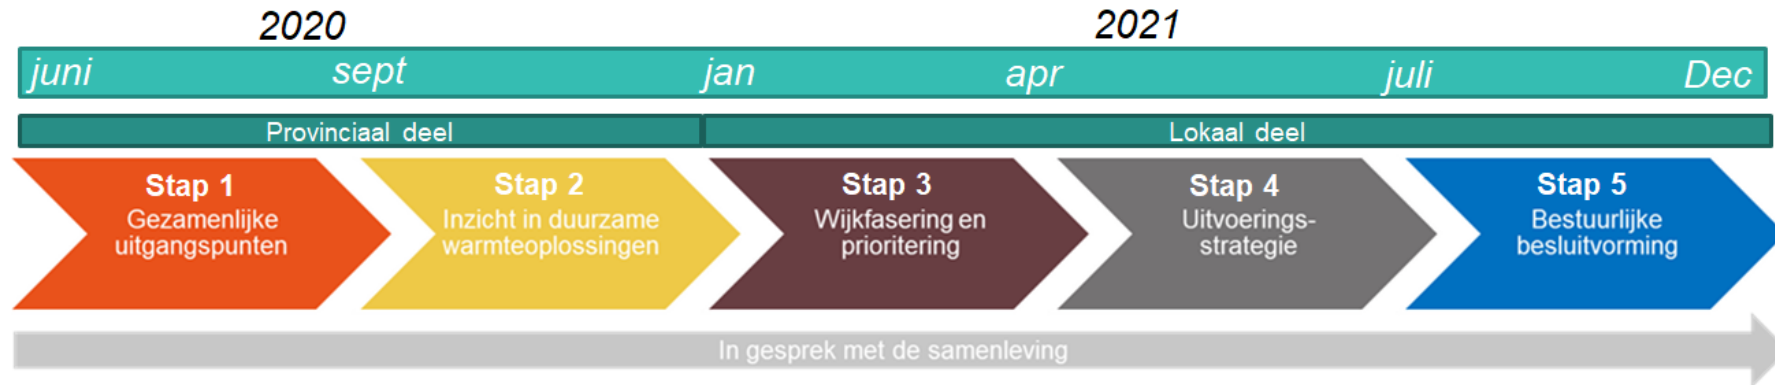 2020 2021
juni sept jan apr juli Dec
Provinciaal deel Lokaal deel
Stap 1
Gezamenlijke
uitgangspunten
Stap 2
Inzicht in duurzame
warmteoplossingen
Stap 3
Wijkfasering en
prioritering
Stap 4
Uitvoerings-
strategie
Stap 5
Bestuurlijke
besluitvorming
In gesprek met de samenleving